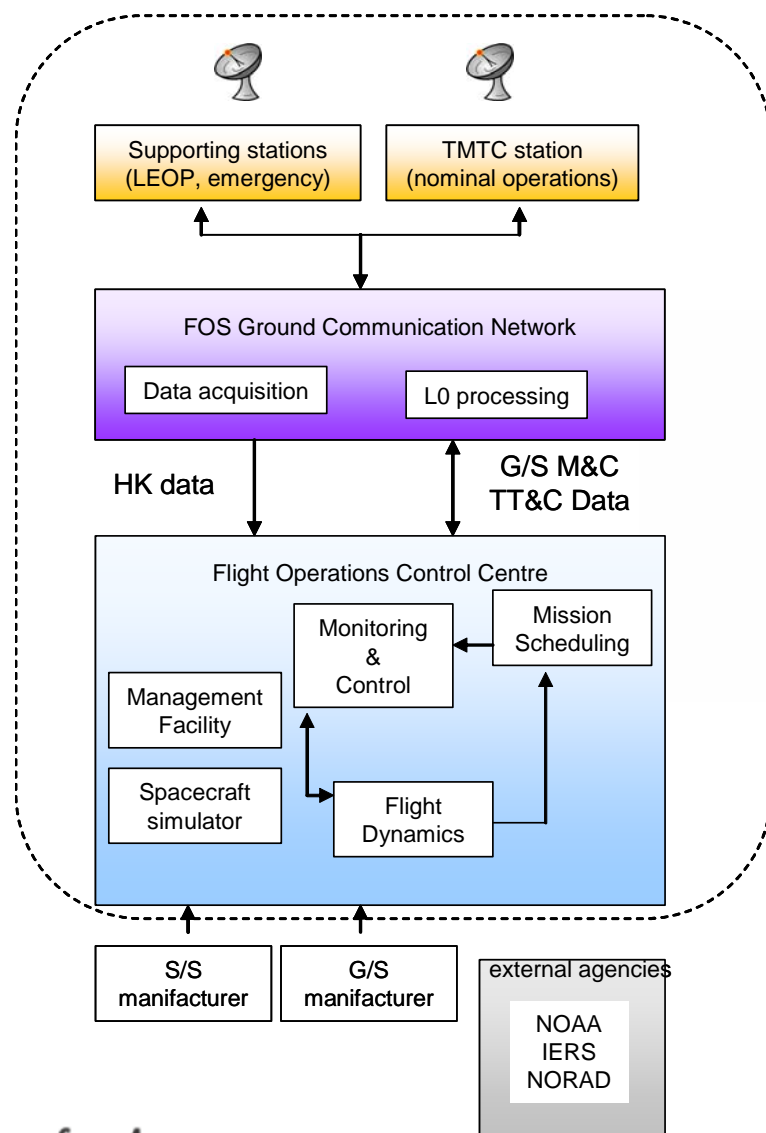 Supporting stations
(LEOP, emergency)
TMTC station
(nominal operations)
FOS Ground Communication Network
Data acquisition
L0 processing
HK data
G/S M&C
TT&C Data
Flight Operations Control Centre
Monitoring
&
Control
Mission
Scheduling
Management
Facility
Spacecraft
simulator
Flight
Dynamics
S/S
manifacturer
G/S
manifacturer
external agencies
NOAA
IERS
NORAD